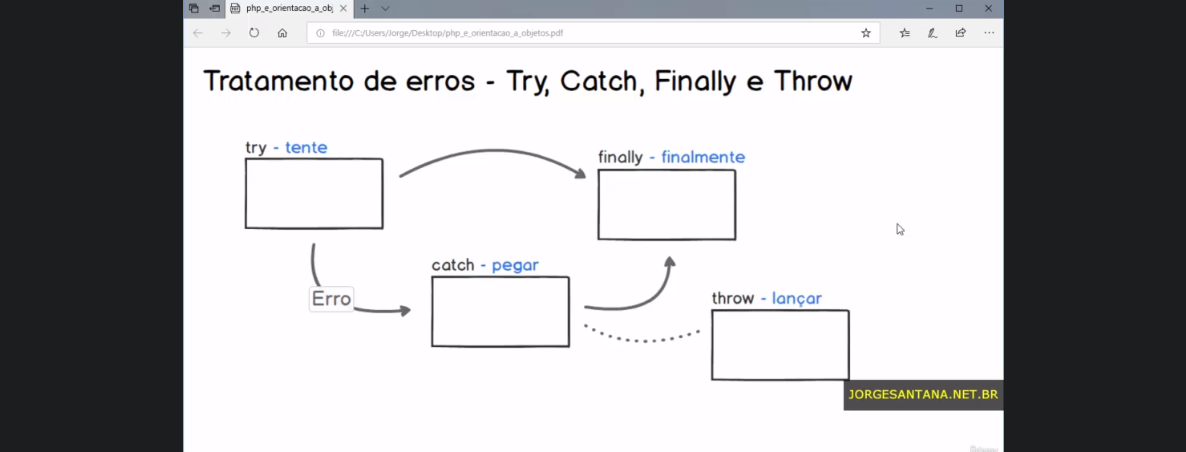 php_e_orientacao_a_obj
file:///C:/Users/Jorge/Desktop/php_e_orientacao_a_objetos.pdf
Tratamento de erros - Try, Catch, Finally e Throw
try - tente
finally - finalmente
catch - pegar
Erro
throw - lançar
JORGESANTANA.NET.BR